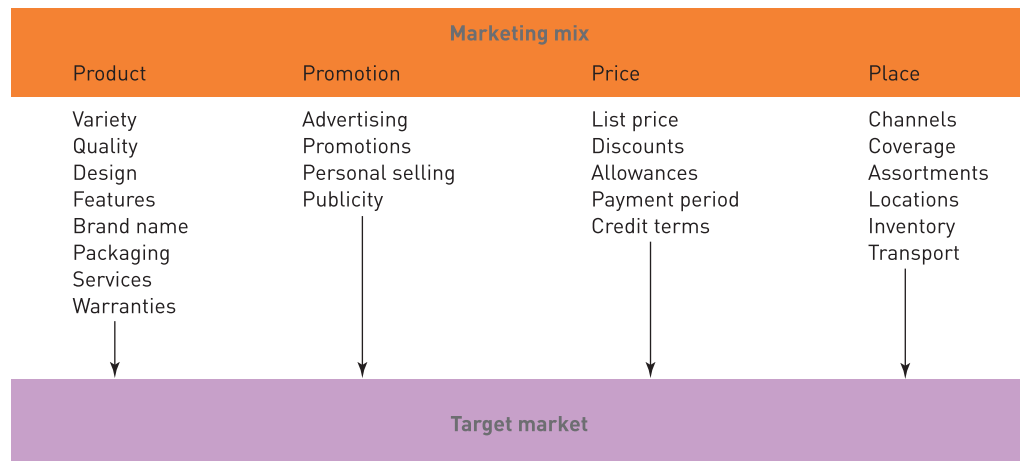 Marketing mix
Product
Promotion
Price
Place
Variety
Quality
Design
Features
Brand name
Packaging
Services
Warranties
Advertising
Promotions
Personal selling
Publicity
List price
Discounts
Allowances
Payment period
Credit terms
Channels
Coverage
Assortments
Locations
Inventory
Transport
Target market